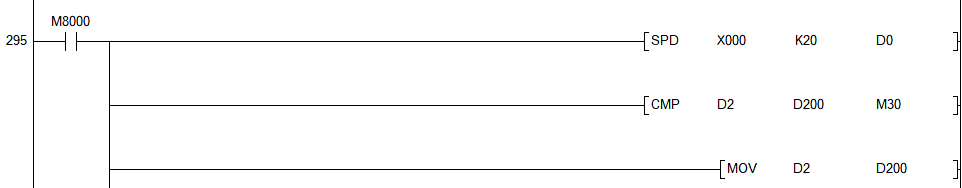 M8000
295 SPD X000 K20 D0
CMP D2 D200 M30
MOV D2 D200